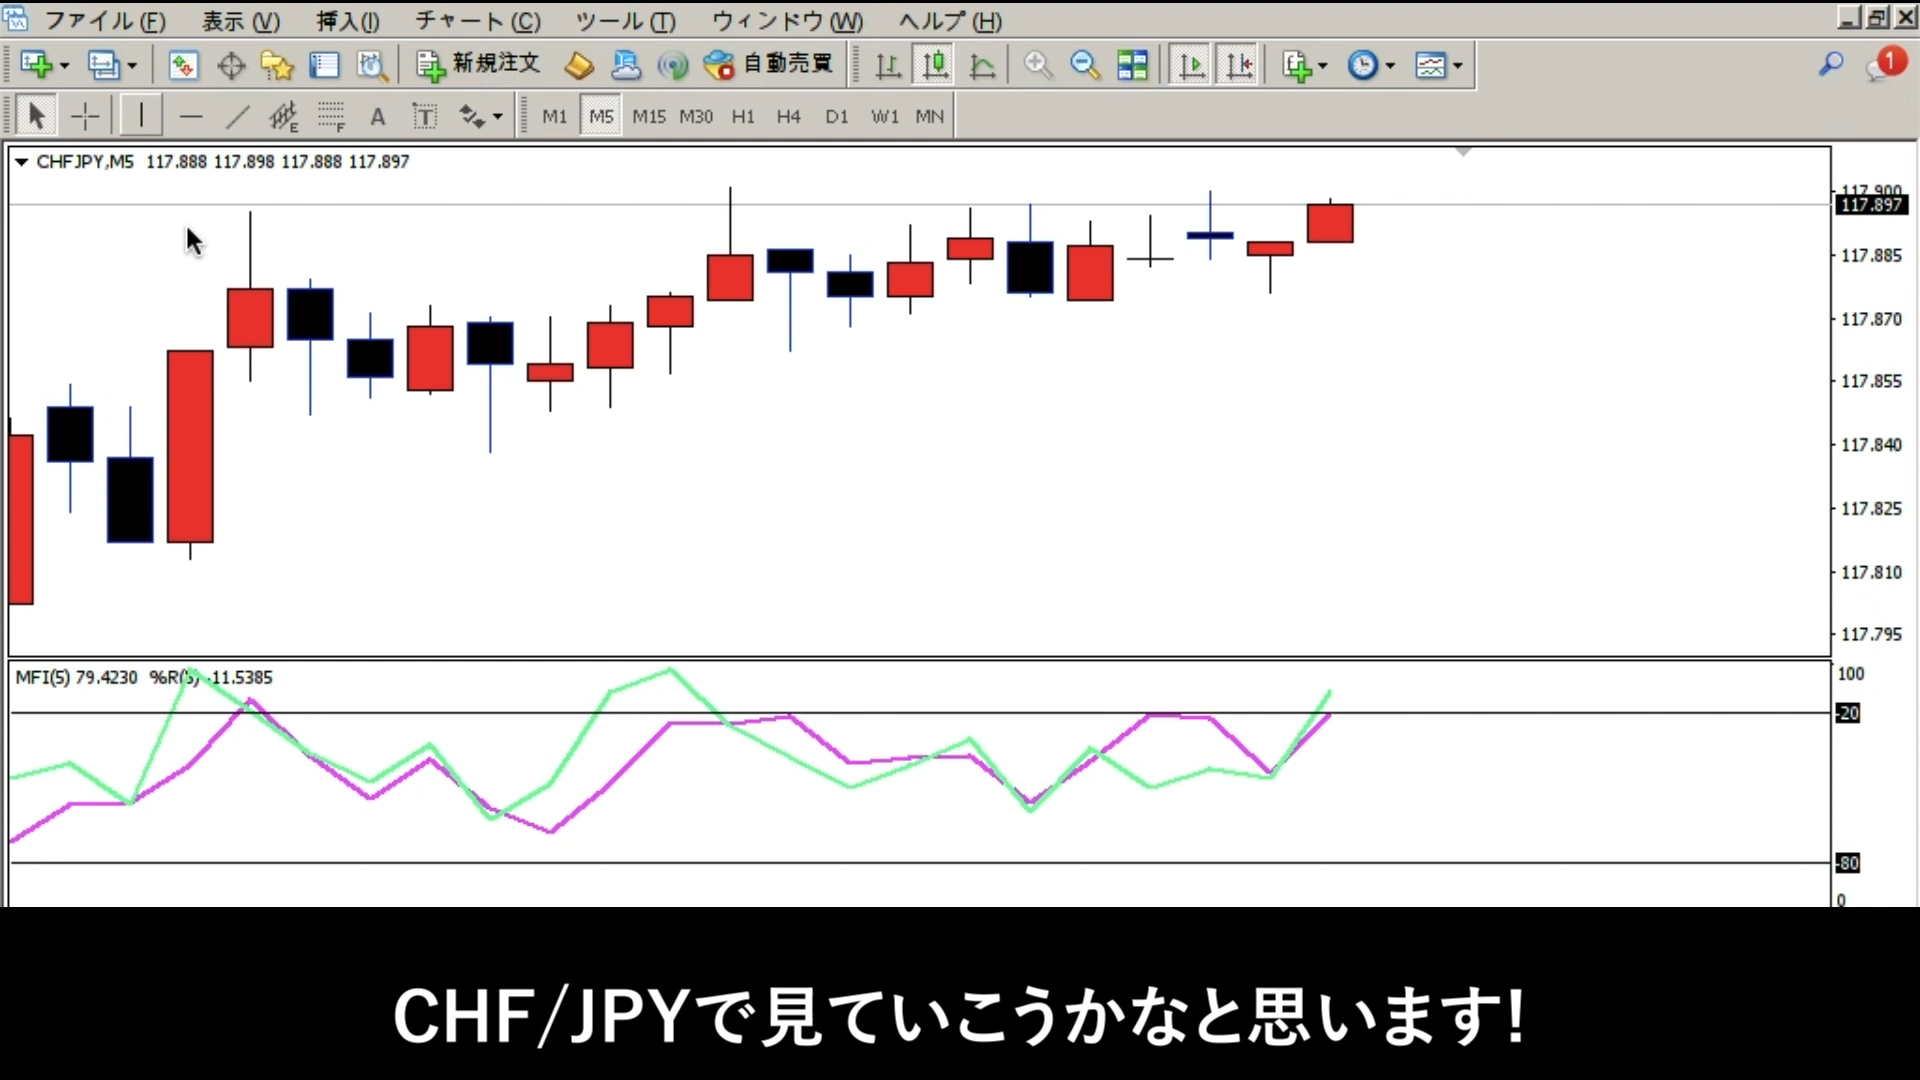 ファイル (F) 表示 (V) 挿入(I) チャート (C) ツール (T) ウィンドウ (W) ヘルプ (H)
新規注文 自動売買 1
E F A T M1 M5 M15 M30 H1 H4 D1 W1 MN
CHFJPY,M5 117.888 117.898 117.888 117.897
117.900
117.897
117.885
117.870
117.855
117.840
117.825
117.810
117.795
MFI(5) 79.4230 %R(5) -11.5385
100
-20
-80
0
CHF/JPYで見ていこうかなと思います!